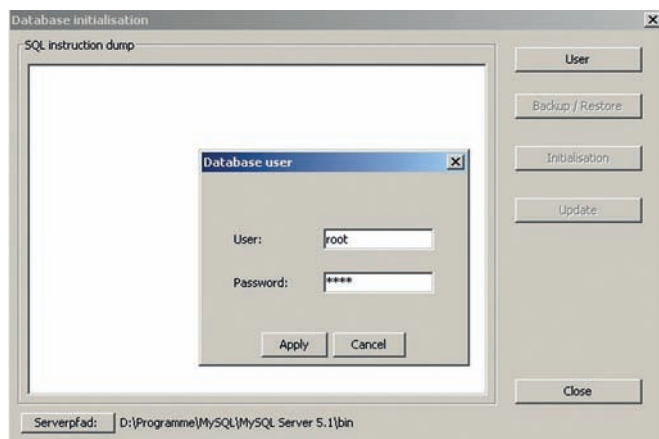 Database initialisation
SQL instruction dump
User
Backup / Restore
Initialisation
Update
Database user
User: root
Password: ****
Apply Cancel
Close
Serverpfad: D:\Programme\MySQL\MySQL Server 5.1\bin